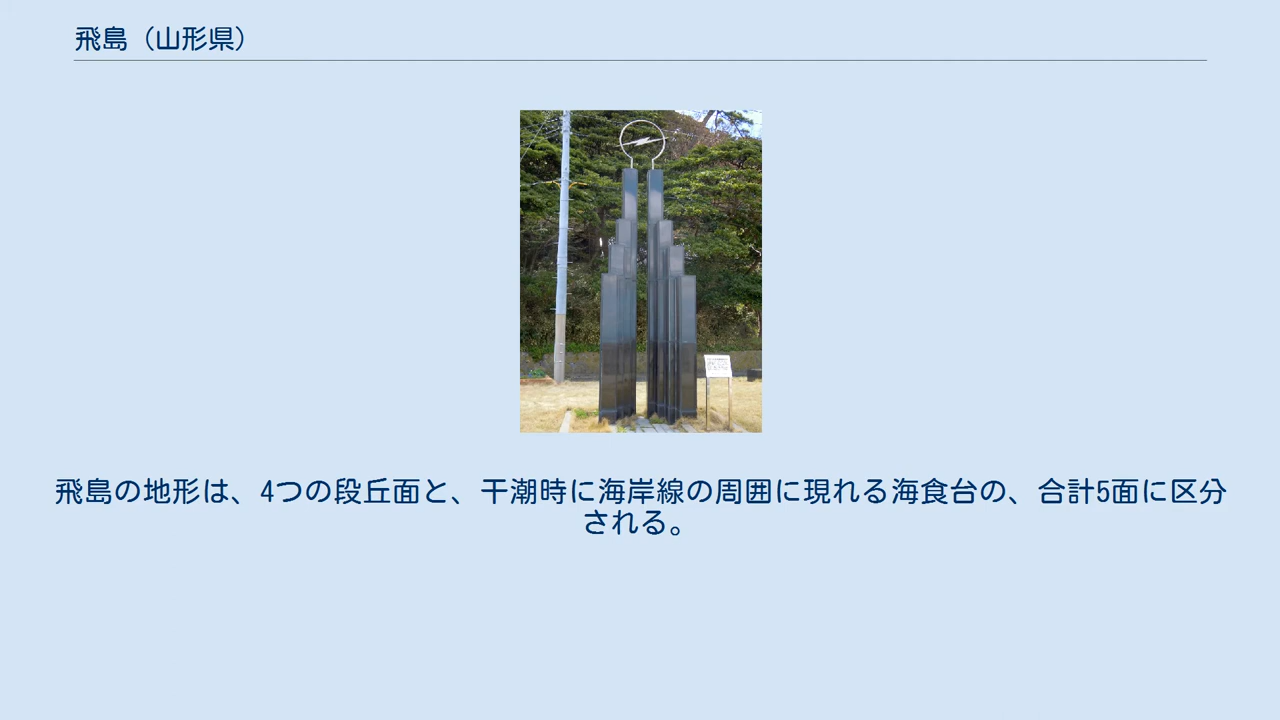 飛島（山形県）
飛島の地形は、4つの段丘面と、干潮時に海岸線の周囲に現れる海食台の、合計5面に区分
される。